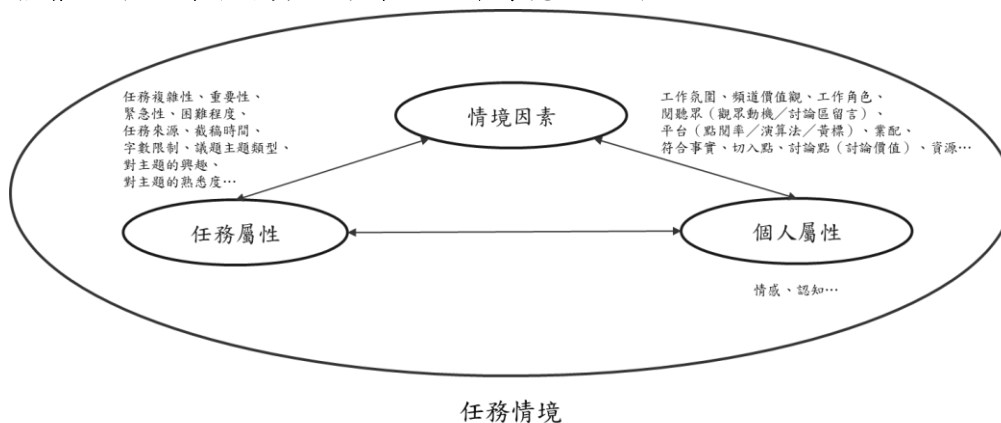 任務複雜性、重要性、
緊急性、困難程度、
任務來源、截稿時間、
字數限制、議題主題類型、
對主題的興趣、
對主題的熟悉度…
情境因素
工作氛圍、頻道價值觀、工作角色、
閱聽眾（觀眾動機／討論區留言）、
平台（點閱率／演算法／黃標）、業配、
符合事實、切入點、討論點（討論價值）、資源…
任務屬性
個人屬性
情感、認知…
任務情境